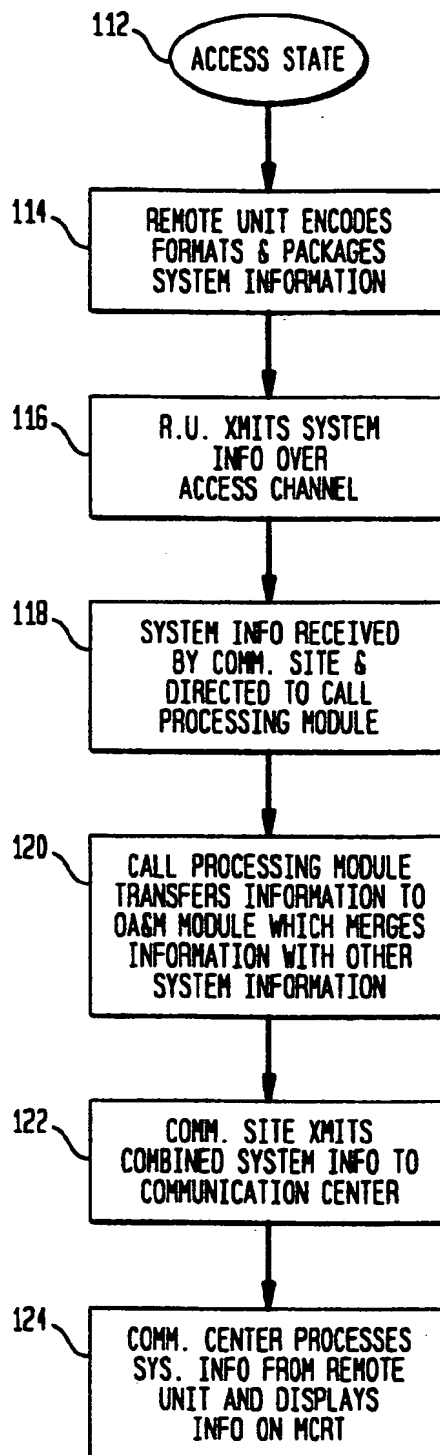 112
ACCESS STATE
114
REMOTE UNIT ENCODES
FORMATS & PACKAGES
SYSTEM INFORMATION
116
R.U. XMITS SYSTEM
INFO OVER
ACCESS CHANNEL
118
SYSTEM INFO RECEIVED
BY COMM. SITE &
DIRECTED TO CALL
PROCESSING MODULE
120
CALL PROCESSING MODULE
TRANSFERS INFORMATION TO
OA&M MODULE WHICH MERGES
INFORMATION WITH OTHER
SYSTEM INFORMATION
122
COMM. SITE XMITS
COMBINED SYSTEM INFO TO
COMMUNICATION CENTER
124
COMM. CENTER PROCESSES
SYS. INFO FROM REMOTE
UNIT AND DISPLAYS
INFO ON MCRT